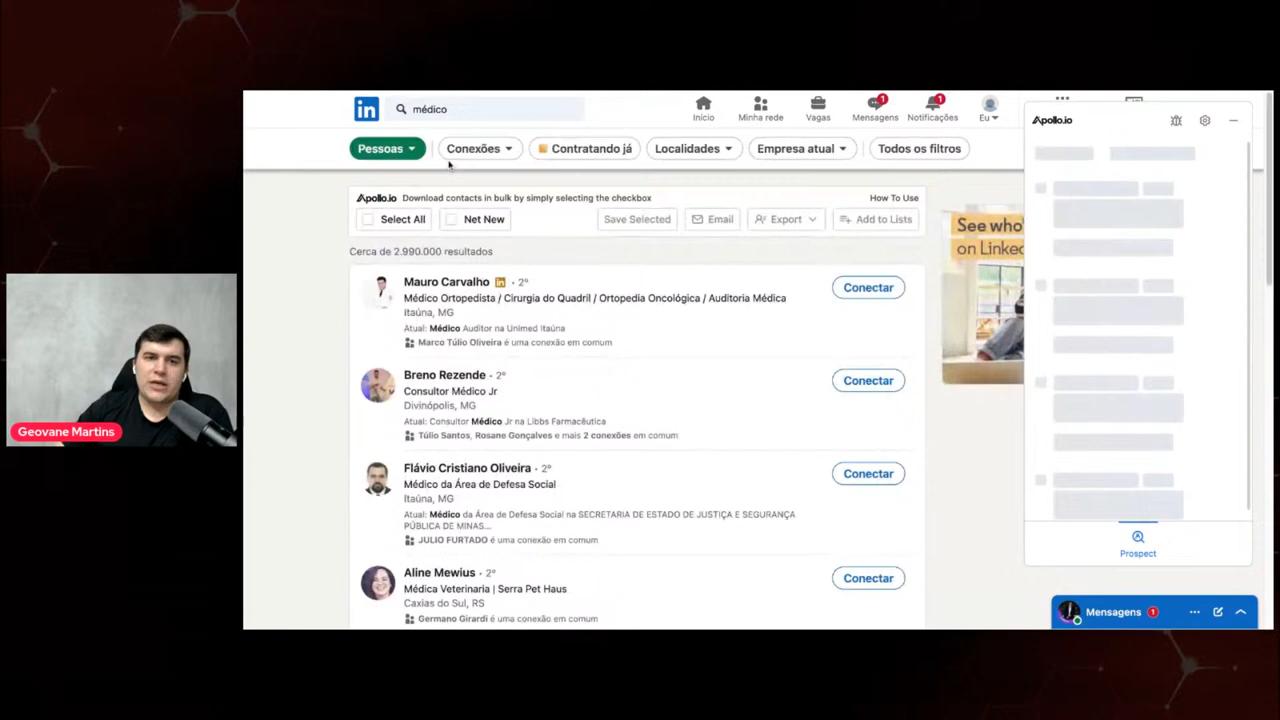 in
médico
Início
Minha rede
Vagas
1
Mensagens
1
Notificações
Eu
Pessoas
Conexões
Contratando já
Localidades
Empresa atual
Todos os filtros
Apollo.io
Apollo.io Download contacts in bulk by simply selecting the checkbox
How To Use
Select All
Net New
Save Selected
Email
Export
Add to Lists
Cerca de 2.990.000 resultados
See who'
on Linke
Mauro Carvalho in • 2º
Conectar
Médico Ortopedista / Cirurgia do Quadril / Ortopedia Oncológica / Auditoria Médica
Itaúna, MG
Atual: Médico Auditor na Unimed Itaúna
Marco Túlio Oliveira é uma conexão em comum
Breno Rezende • 2º
Conectar
Consultor Médico Jr
Divinópolis, MG
Atual: Consultor Médico Jr na Libbs Farmacêutica
Túlio Santos, Rosane Gonçalves e mais 2 conexões em comum
Flávio Cristiano Oliveira • 2º
Conectar
Médico da Área de Defesa Social
Itaúna, MG
Atual: Médico da Área de Defesa Social na SECRETARIA DE ESTADO DE JUSTIÇA E SEGURANÇA
PÚBLICA DE MINAS...
JULIO FURTADO é uma conexão em comum
Aline Mewius • 2º
Conectar
Médica Veterinaria | Serra Pet Haus
Caxias do Sul, RS
Germano Girardi é uma conexão em comum
Prospect
Mensagens 1
Geovane Martins